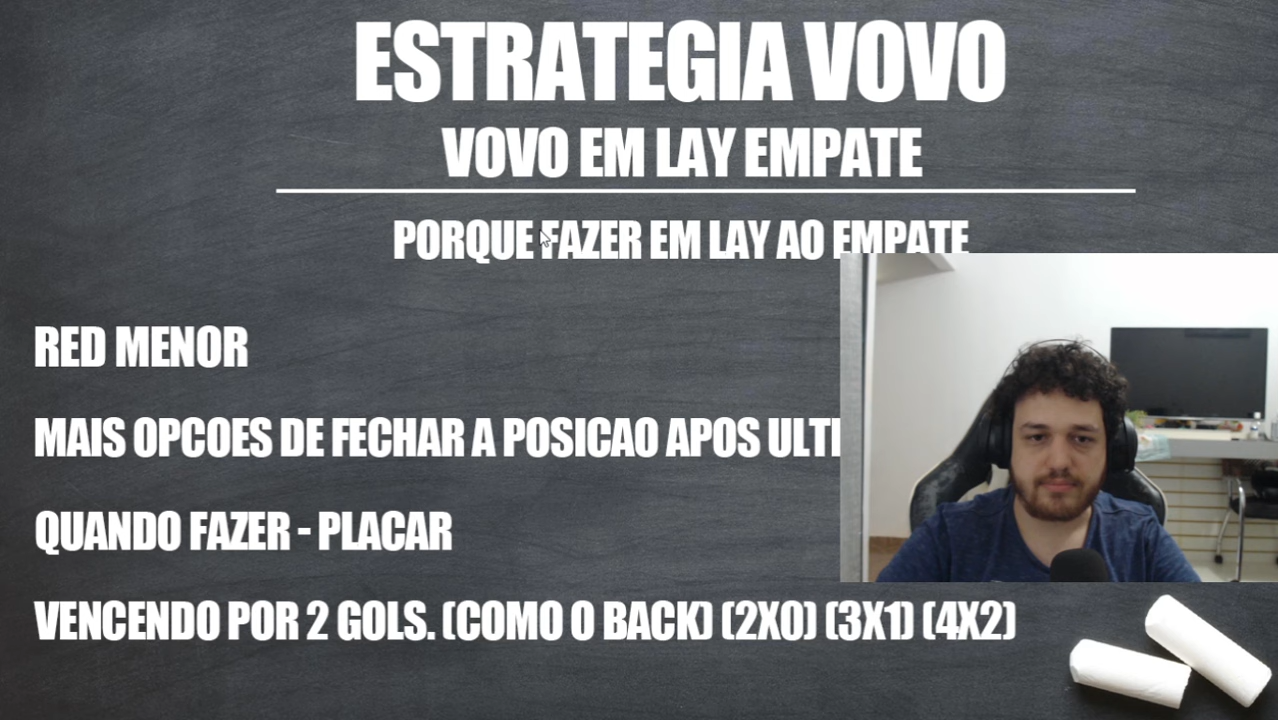 ESTRATEGIA VOVO
VOVO EM LAY EMPATE
PORQUE FAZER EM LAY AO EMPATE
RED MENOR
MAIS OPCOES DE FECHAR A POSICAO APOS
QUANDO FAZER - PLACAR
VENCENDO POR 2 GOLS. (COMO O BACK) (2X0) (3X1) (4X2)